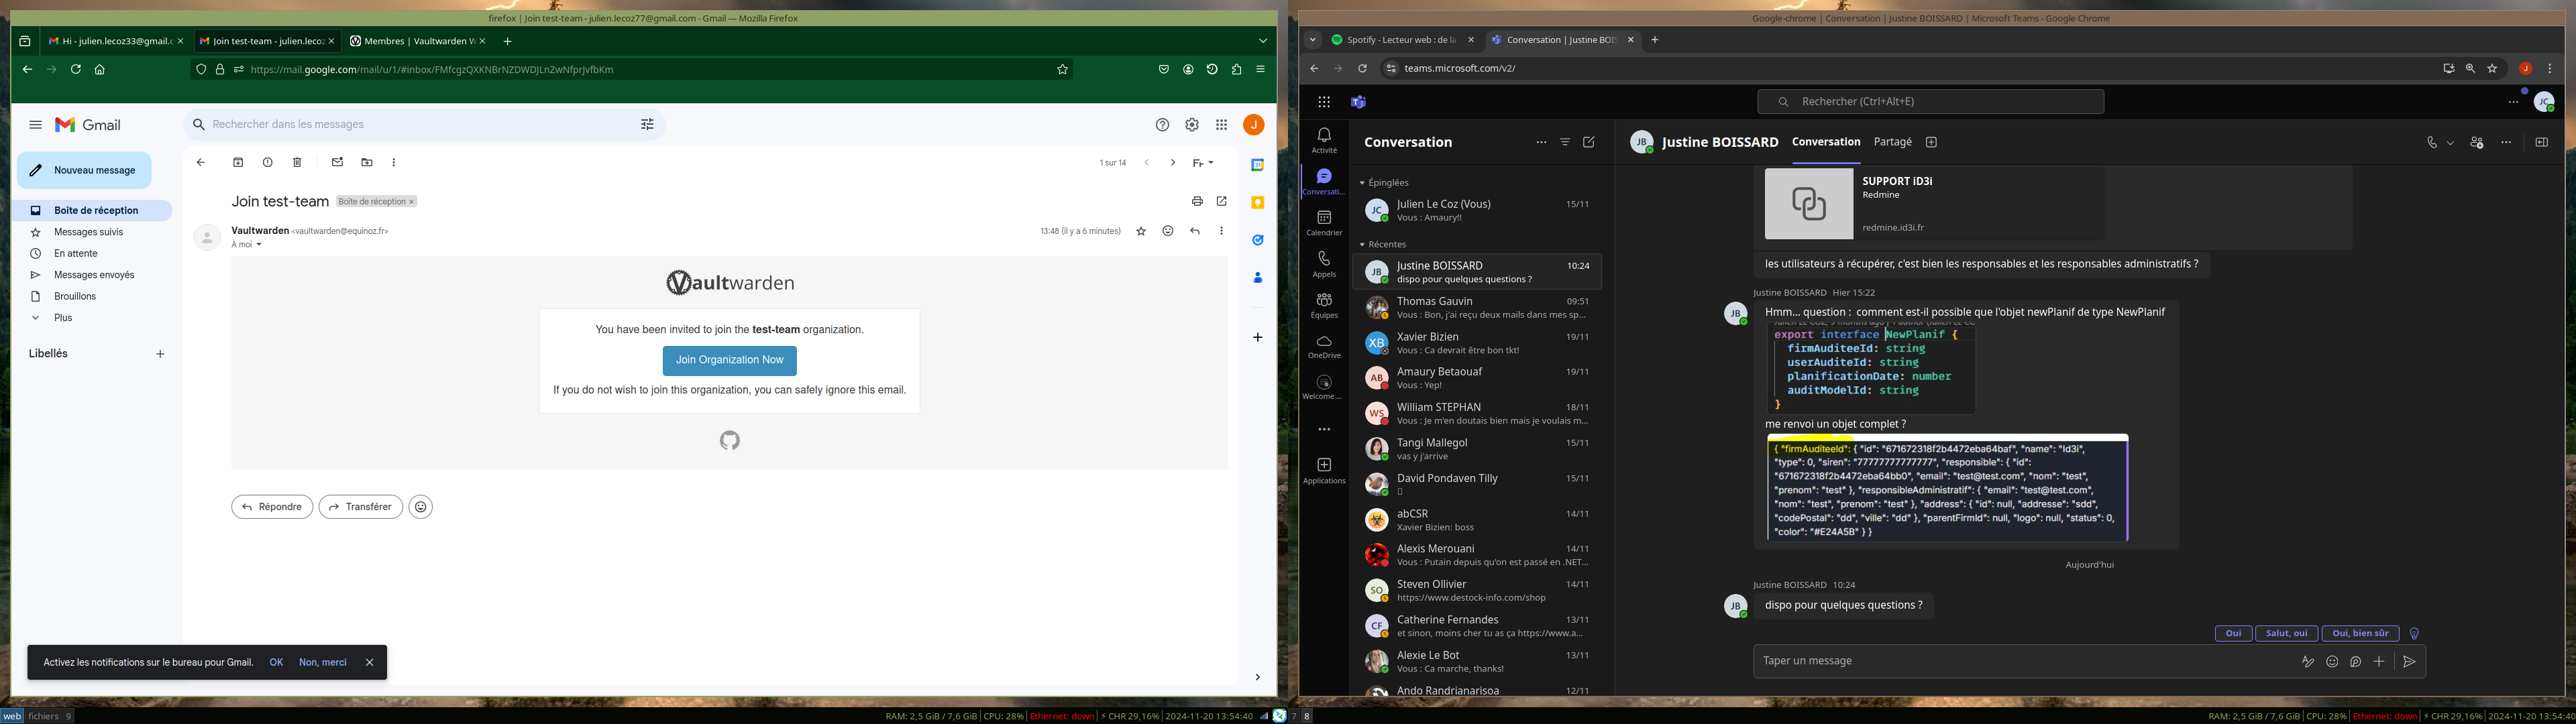 firefox | Join test-team - julien.lecoz77@gmail.com - Gmail — Mozilla Firefox
Hi - julien.lecoz33@gmail.c
Join test-team - julien.lecoz
Membres | Vaultwarden W
https://mail.google.com/mail/u/1/#inbox/FMfcgzQXKNBrNZDWDJLnZwNfprJvfbKm
Gmail
Rechercher dans les messages
J
Nouveau message
Boîte de réception
Messages suivis
En attente
Messages envoyés
Brouillons
Plus
Libellés
1 sur 14
Fr
Join test-team
Boîte de réception ×
Vaultwarden <vaultwarden@equinoz.fr>
13:48 (il y a 6 minutes)
À moi
Vaultwarden
You have been invited to join the test-team organization.
Join Organization Now
If you do not wish to join this organization, you can safely ignore this email.
Répondre
Transférer
Activez les notifications sur le bureau pour Gmail.
OK
Non, merci
web
fichiers
9
RAM: 2,5 GiB / 7,6 GiB | CPU: 28% | Ethernet: down | ⚡ CHR 29,16% | 2024-11-20 13:54:40
Google-chrome | Conversation | Justine BOISSARD | Microsoft Teams - Google Chrome
Spotify - Lecteur web : de la
Conversation | Justine BOIS
teams.microsoft.com/v2/
J
Rechercher (Ctrl+Alt+E)
JC
Activité
Conversati...
Calendrier
Appels
Équipes
OneDrive
Welcome ...
Applications
Conversation
Épinglées
JC
Julien Le Coz (Vous)
15/11
Vous : Amaury!!
Récentes
JB
Justine BOISSARD
10:24
dispo pour quelques questions ?
Thomas Gauvin
09:51
Vous : Bon, j'ai reçu deux mails dans mes sp...
XB
Xavier Bizien
19/11
Vous : Ca devrait être bon tkt!
AB
Amaury Betaouaf
19/11
Vous : Yep!
WS
William STEPHAN
18/11
Vous : Je m'en doutais bien mais je voulais m...
Tangi Mallegol
15/11
vas y j'arrive
David Pondaven Tilly
15/11
abCSR
14/11
Xavier Bizien: boss
Alexis Merouani
14/11
Vous : Putain depuis qu'on est passé en .NET...
SO
Steven Ollivier
14/11
https://www.destock-info.com/shop
CF
Catherine Fernandes
13/11
et sinon, moins cher tu as ça https://www.a...
Alexie Le Bot
13/11
Vous : Ca marche, thanks!
Ando Randrianarisoa
12/11
JB
Justine BOISSARD
Conversation
Partagé
SUPPORT iD3i
Redmine
redmine.id3i.fr
les utilisateurs à récupérer, c'est bien les responsables et les responsables administratifs ?
Justine BOISSARD Hier 15:22
JB
Hmm... question : comment est-il possible que l'objet newPlanif de type NewPlanif
export interface NewPlanif {
firmAuditeeId: string
userAuditeId: string
planificationDate: number
auditModelId: string
}
me renvoi un objet complet ?
{ "firmAuditeeId": { "id": "671672318f2b4472eba64baf", "name": "Id3i",
"type": 0, "siren": "77777777777777", "responsible": { "id":
"671672318f2b4472eba64bb0", "email": "test@test.com", "nom": "test",
"prenom": "test" }, "responsibleAdministratif": { "email": "test@test.com",
"nom": "test", "prenom": "test" }, "address": { "id": null, "addresse": "sdd",
"codePostal": "dd", "ville": "dd" }, "parentFirmId": null, "logo": null, "status": 0,
"color": "#E24A5B" } }
Aujourd'hui
Justine BOISSARD 10:24
JB
dispo pour quelques questions ?
Oui
Salut, oui
Oui, bien sûr
Taper un message
7
8
RAM: 2,5 GiB / 7,6 GiB | CPU: 28% | Ethernet: down | ⚡ CHR 29,16% | 2024-11-20 13:54:4